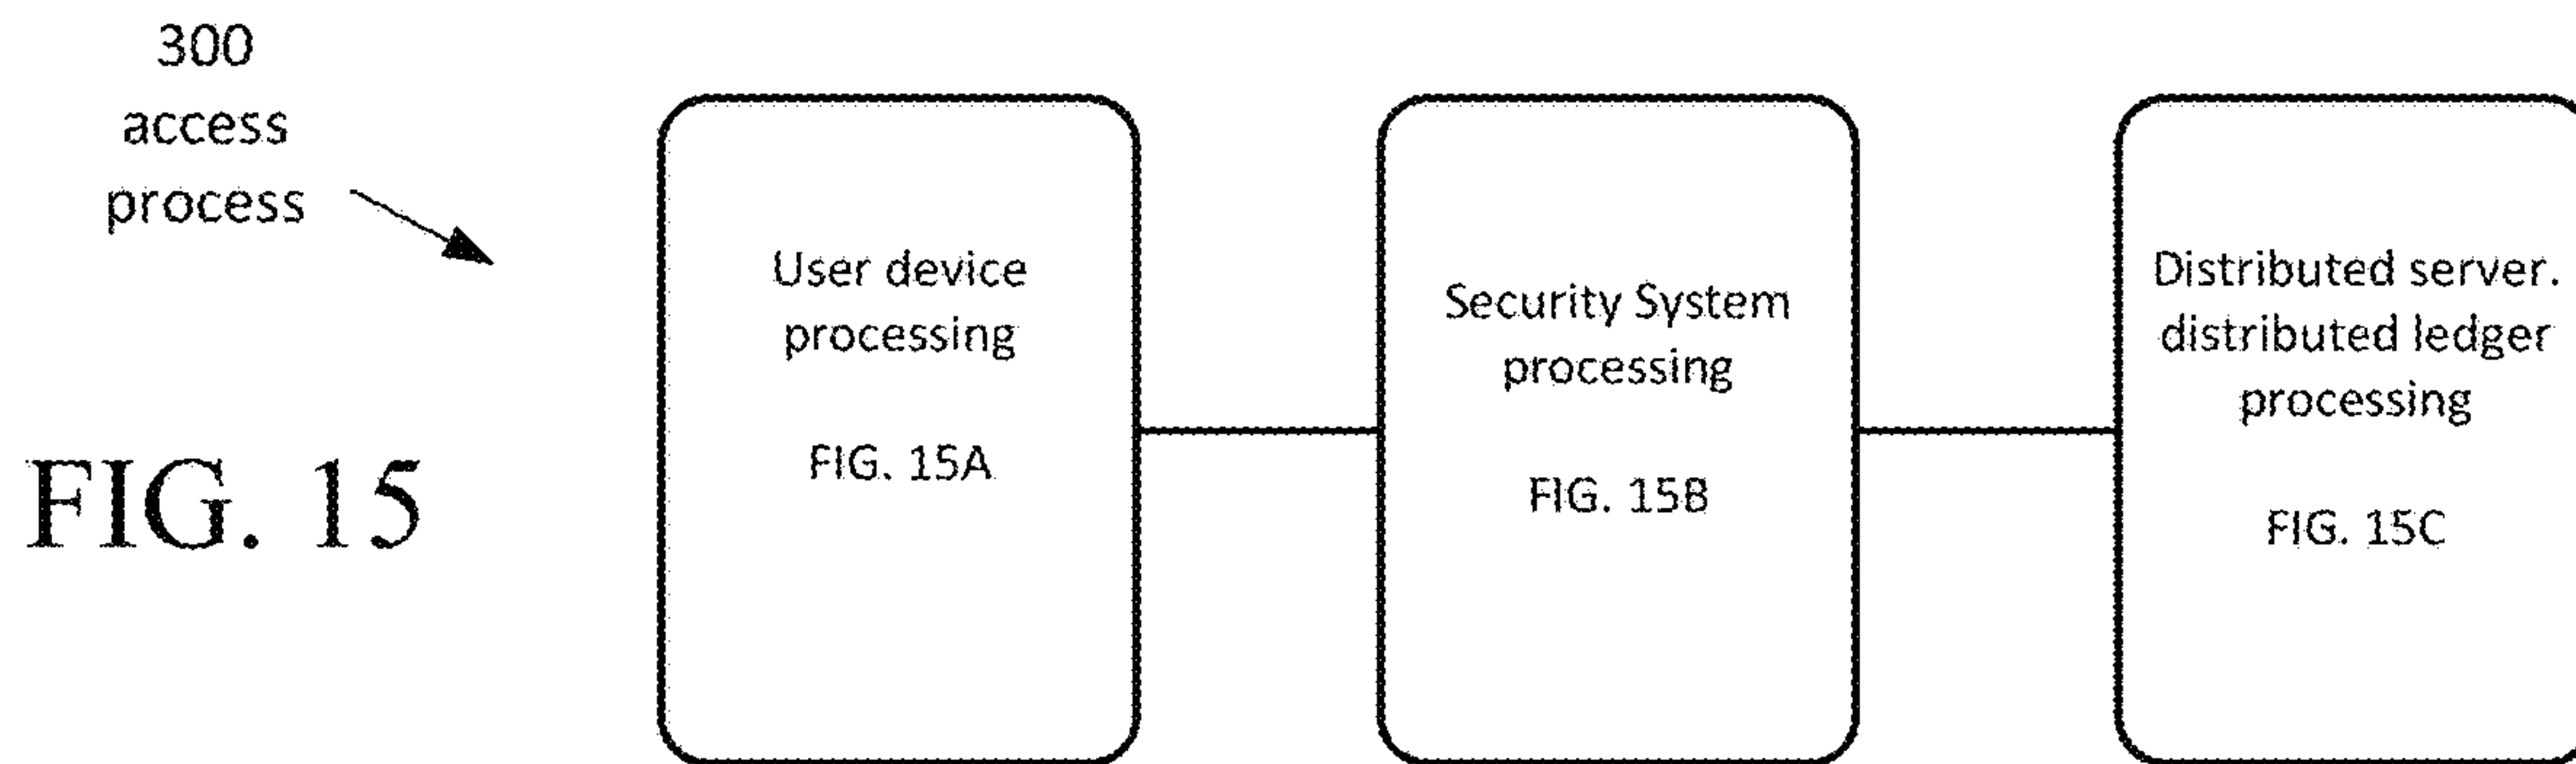 300
access
process
FIG. 15
User device
processing
FIG. 15A
Security System
processing
FIG. 15B
Distributed server.
distributed ledger
processing
FIG. 15C